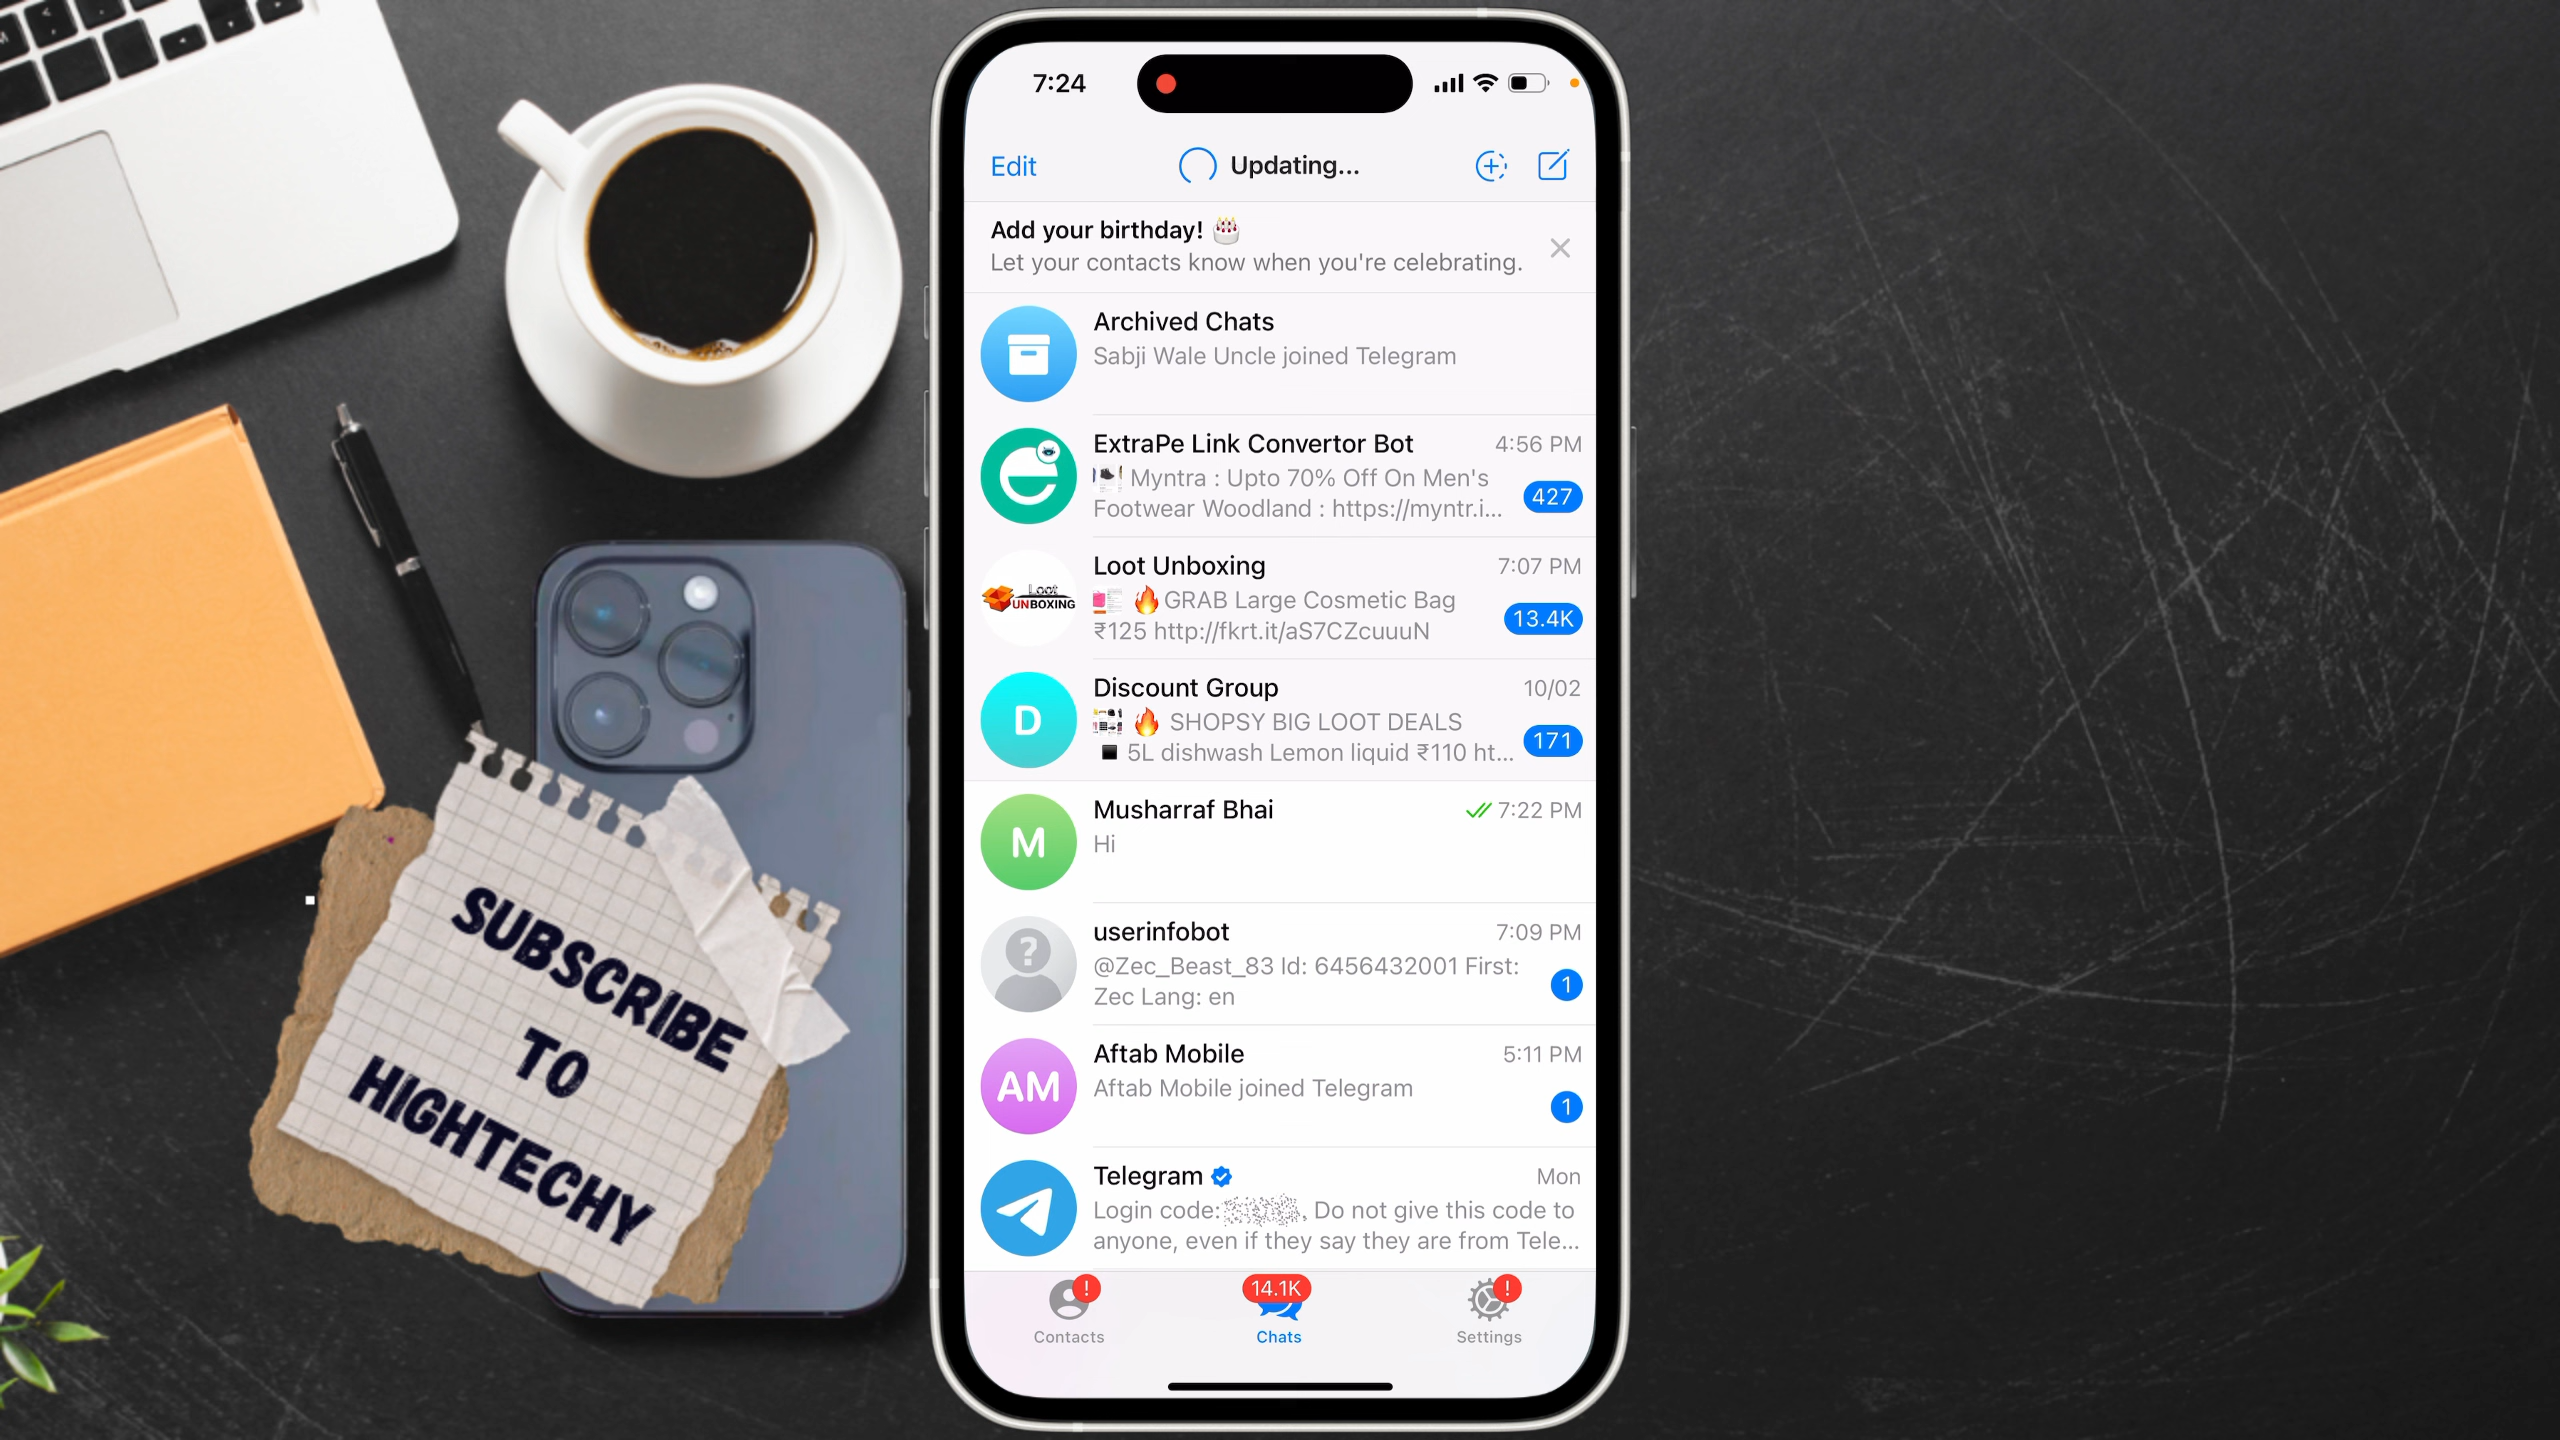 7:24
Edit
Updating...
Add your birthday! 🎂
Let your contacts know when you're celebrating.
Archived Chats
Sabji Wale Uncle joined Telegram
ExtraPe Link Convertor Bot
4:56 PM
Myntra : Upto 70% Off On Men's
Footwear Woodland : https://myntr.i...
427
Loot Unboxing
7:07 PM
Loot
UNBOXING
🔥GRAB Large Cosmetic Bag
₹125 http://fkrt.it/aS7CZcuuuN
13.4K
D
Discount Group
10/02
🔥 SHOPSY BIG LOOT DEALS
▪️ 5L dishwash Lemon liquid ₹110 ht...
171
M
Musharraf Bhai
7:22 PM
Hi
userinfobot
7:09 PM
@Zec_Beast_83 Id: 6456432001 First:
Zec Lang: en
1
AM
Aftab Mobile
5:11 PM
Aftab Mobile joined Telegram
1
Telegram
Mon
Login code: . Do not give this code to
anyone, even if they say they are from Tele...
!
14.1K
!
Contacts
Chats
Settings
SUBSCRIBE
TO
HIGHTECHY